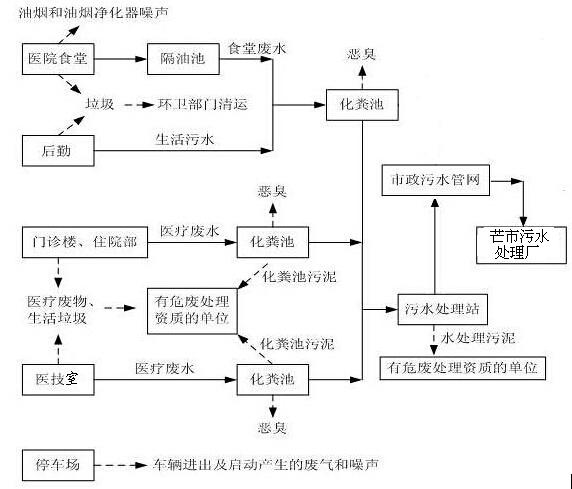 油烟和油烟净化器噪声
医院食堂
隔油池
食堂废水
恶臭
垃圾
环卫部门清运
化粪池
后勤
生活污水
市政污水管网
恶臭
门诊楼、住院部
医疗废水
化粪池
芒市污水
处理厂
化粪池污泥
医疗废物、
生活垃圾
有危废处理
资质的单位
污水处理站
水处理污泥
化粪池污泥
医技室
医疗废水
化粪池
有危废处理资质的单位
恶臭
停车场
车辆进出及启动产生的废气和噪声